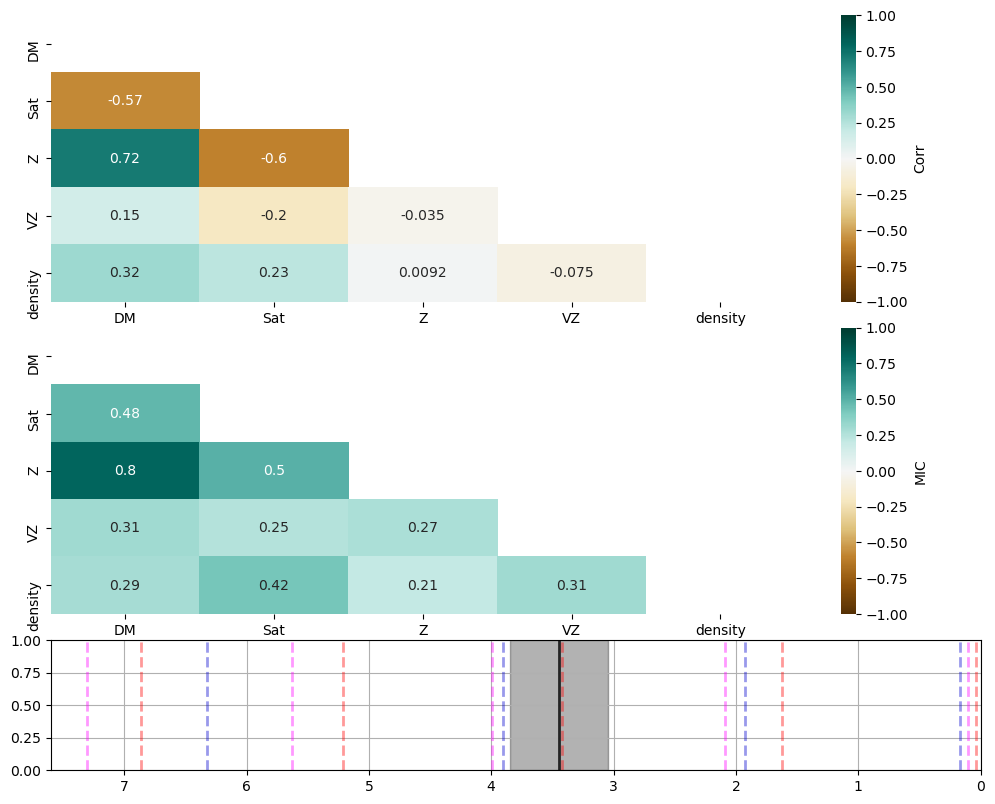 DM
Sat
-0.57
Z
0.72
-0.6
VZ
0.15
-0.2
-0.035
density
0.32
0.23
0.0092
-0.075
DM
Sat
Z
VZ
density
1.00
0.75
0.50
0.25
0.00
−0.25
−0.50
−0.75
−1.00
Corr
DM
Sat
0.48
Z
0.8
0.5
VZ
0.31
0.25
0.27
density
0.29
0.42
0.21
0.31
DM
Sat
Z
VZ
density
1.00
0.75
0.50
0.25
0.00
−0.25
−0.50
−0.75
−1.00
MIC
1.00
0.75
0.50
0.25
0.00
7
6
5
4
3
2
1
0